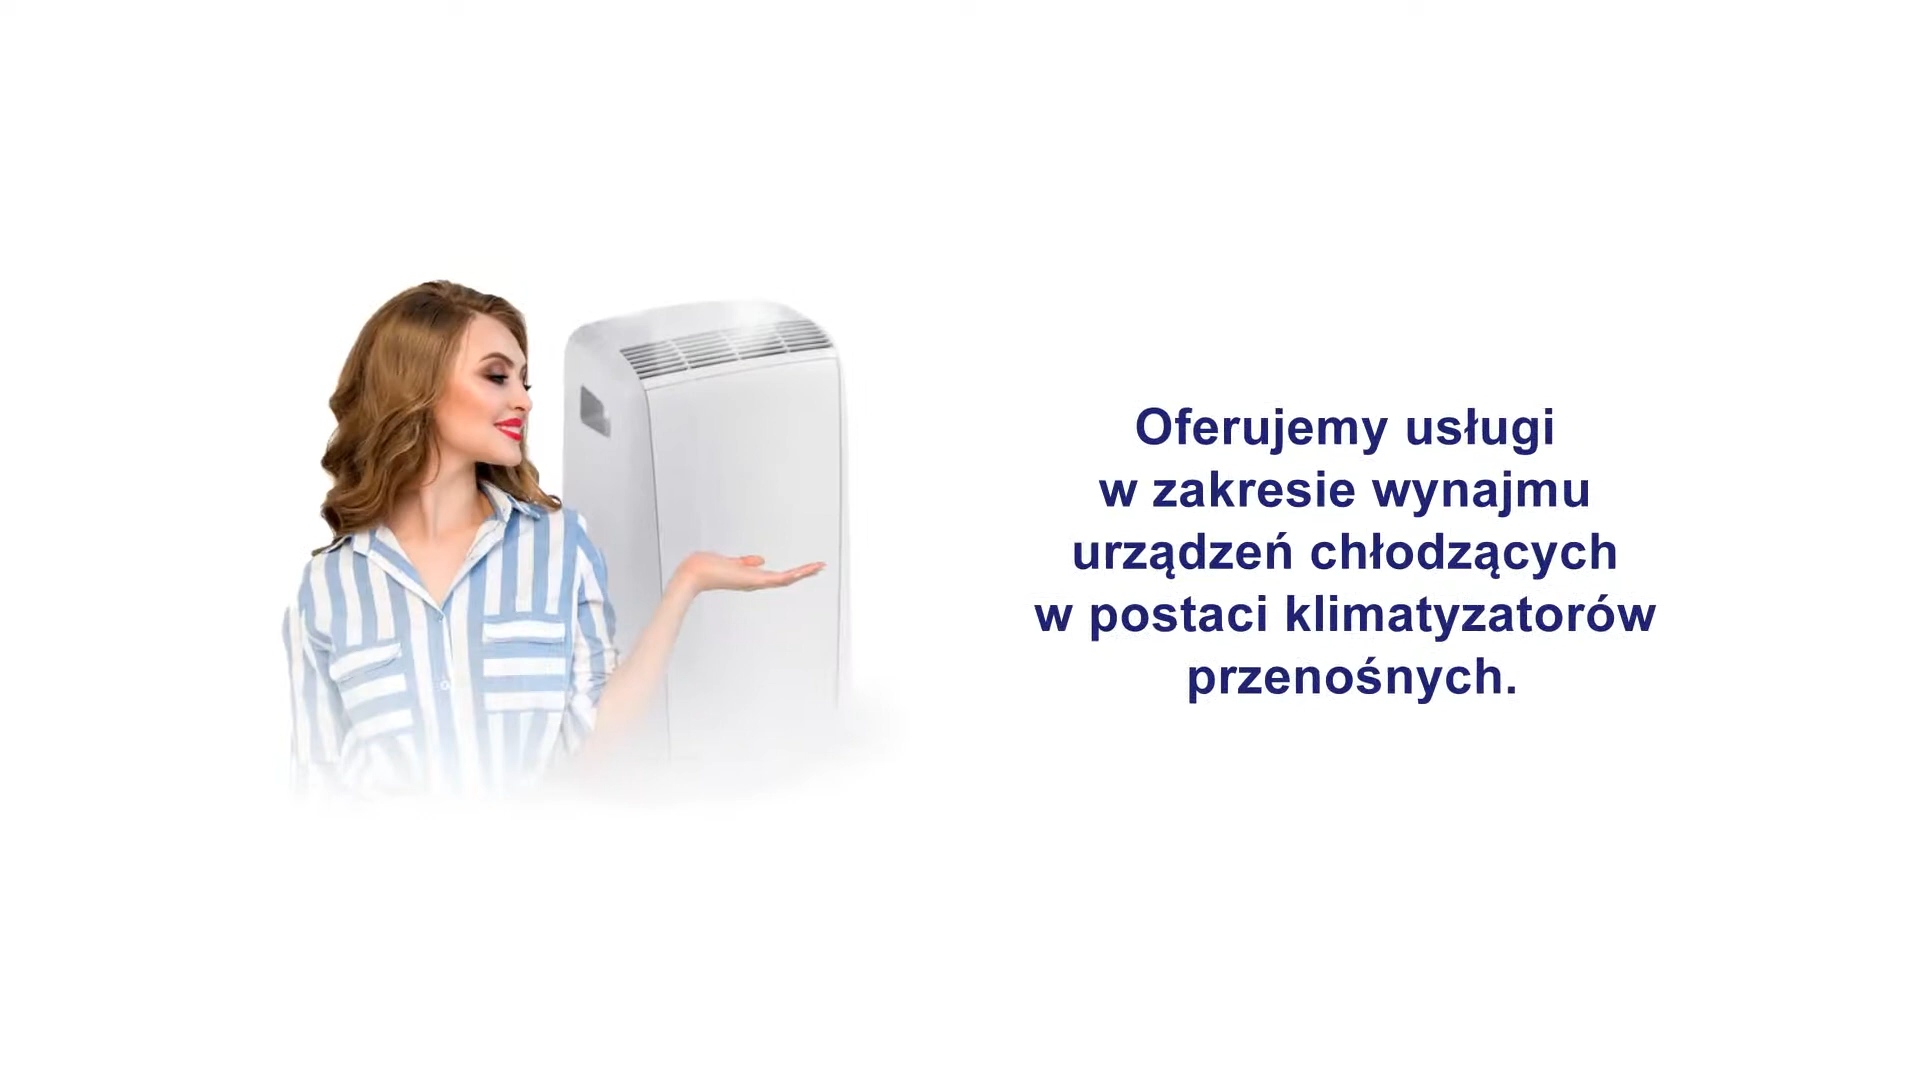 Oferujemy usługi
w zakresie wynajmu
urządzeń chłodzących
w postaci klimatyzatorów
przenośnych.